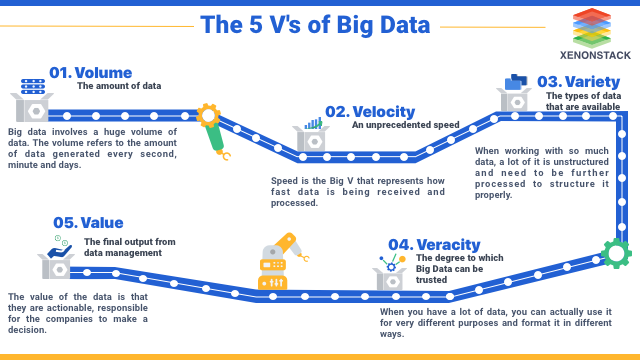 The 5 V's of Big Data
XENONSTACK
01. Volume
The amount of data
Big data involves a huge volume of
data. The volume refers to the amount
of data generated every second,
minute and days.
02. Velocity
An unprecedented speed
Speed is the Big V that represents how
fast data is being received and
processed.
03. Variety
The types of data
that are available
When working with so much
data, a lot of it is unstructured
and need to be further
processed to structure it
properly.
04. Veracity
The degree to which
Big Data can be
trusted
When you have a lot of data, you can actually use it
for very different purposes and format it in different
ways.
05. Value
The final output from
data management
The value of the data is that
they are actionable, responsible
for the companies to make a
decision.